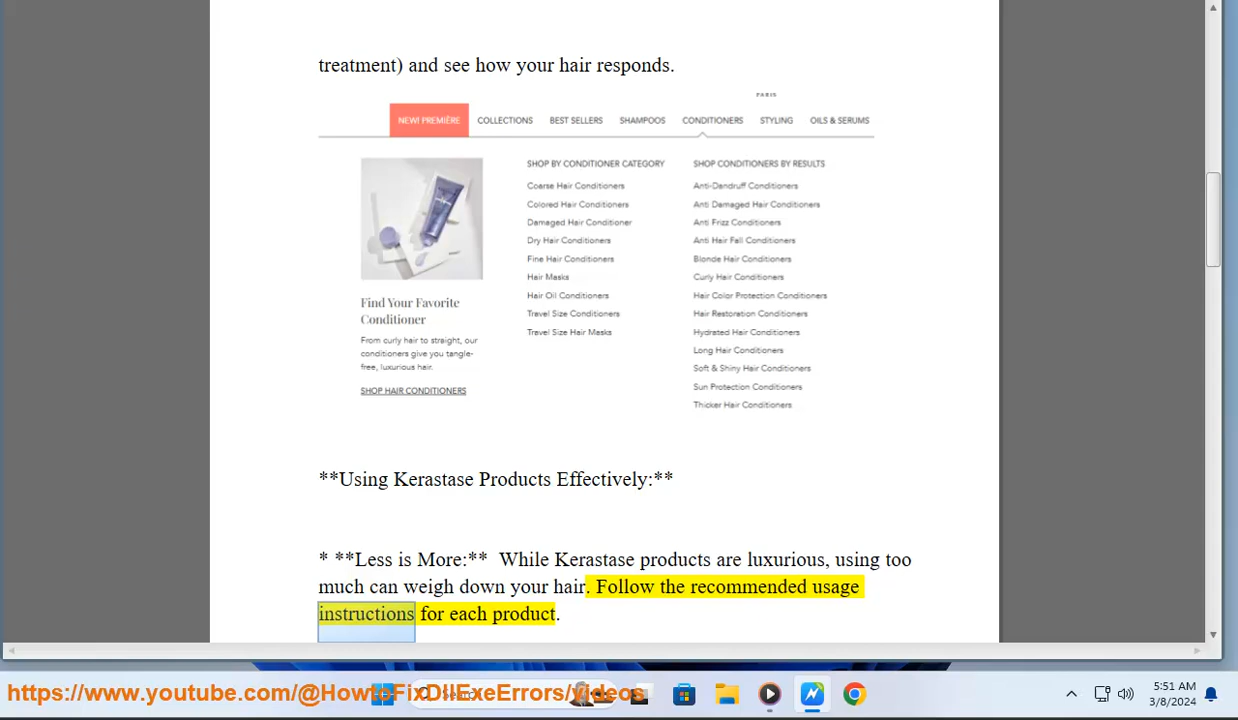 treatment) and see how your hair responds.
PARIS
NEW! PREMIÈRE COLLECTIONS BEST SELLERS SHAMPOOS CONDITIONERS STYLING OILS & SERUMS
SHOP BY CONDITIONER CATEGORY
Coarse Hair Conditioners
Colored Hair Conditioners
Damaged Hair Conditioner
Dry Hair Conditioners
Fine Hair Conditioners
Hair Masks
Hair Oil Conditioners
Travel Size Conditioners
Travel Size Hair Masks
SHOP CONDITIONERS BY RESULTS
Anti-Dandruff Conditioners
Anti Damaged Hair Conditioners
Anti Frizz Conditioners
Anti Hair Fall Conditioners
Blonde Hair Conditioners
Curly Hair Conditioners
Hair Color Protection Conditioners
Hair Restoration Conditioners
Hydrated Hair Conditioners
Long Hair Conditioners
Soft & Shiny Hair Conditioners
Sun Protection Conditioners
Thicker Hair Conditioners
Find Your Favorite
Conditioner
From curly hair to straight, our
conditioners give you tangle-
free, luxurious hair.
SHOP HAIR CONDITIONERS
**Using Kerastase Products Effectively:**
* **Less is More:** While Kerastase products are luxurious, using too
much can weigh down your hair. Follow the recommended usage
instructions for each product.
https://www.youtube.com/@HowtoFixDllExeErrors/videos
5:51 AM
3/8/2024